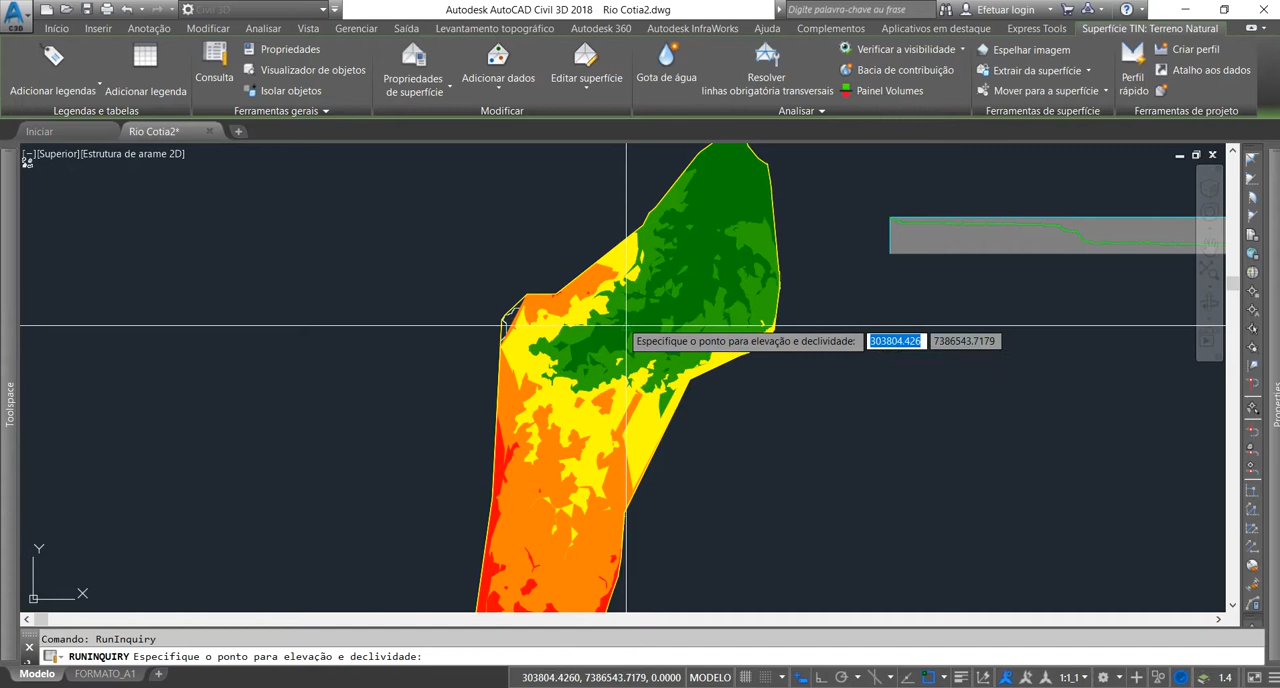 Civil 3D
Autodesk AutoCAD Civil 3D 2018 Rio Cotia2.dwg
Digite palavra-chave ou frase
Efetuar login
C3D
Início Inserir Anotação Modificar Analisar Vista Gerenciar Saída Levantamento topográfico Autodesk 360 Autodesk InfraWorks Ajuda Complementos Aplicativos em destaque Express Tools Superfície TIN: Terreno Natural
Adicionar legendas
Adicionar legenda
Legendas e tabelas
Consulta
Propriedades
Visualizador de objetos
Isolar objetos
Ferramentas gerais
Propriedades
de superfície
Adicionar dados
Editar superfície
Modificar
Gota de água
Resolver
linhas obrigatória transversais
Verificar a visibilidade
Bacia de contribuição
Painel Volumes
Analisar
Espelhar imagem
Extrair da superfície
Mover para a superfície
Ferramentas de superfície
Perfil
rápido
Criar perfil
Atalho aos dados
Ferramentas de projeto
Iniciar
Rio Cotia2*
[−][Superior][Estrutura de arame 2D]
Especifique o ponto para elevação e declividade: 303804.426 7386543.7179
Toolspace
Properties
Y
X
Comando: RunInquiry
RUNINQUIRY Especifique o ponto para elevação e declividade:
Modelo FORMATO_A1
303804.4260, 7386543.7179, 0.0000 MODELO
1:1_1
1.4